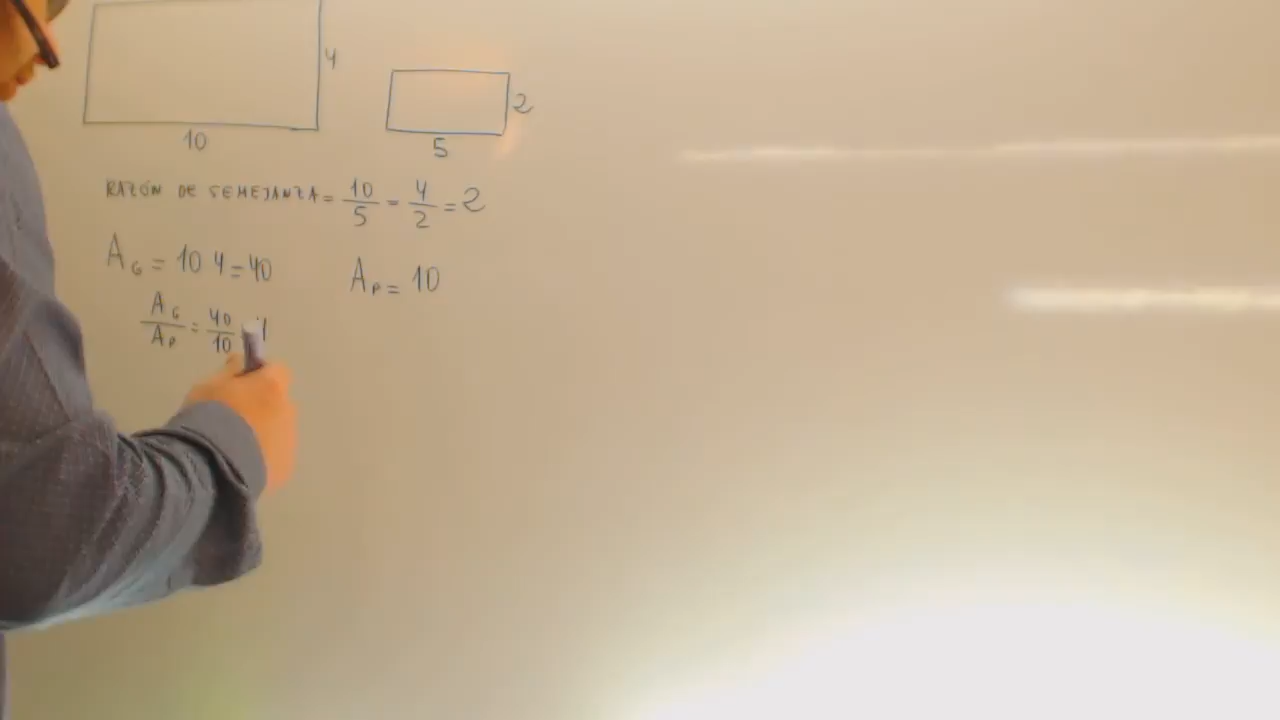 4
2
10
5
RAZÓN DE SEMEJANZA = 10/5 = 4/2 = 2
A_G = 10 4 = 40 A_P = 10
A_G/A_P = 40/10 = 4